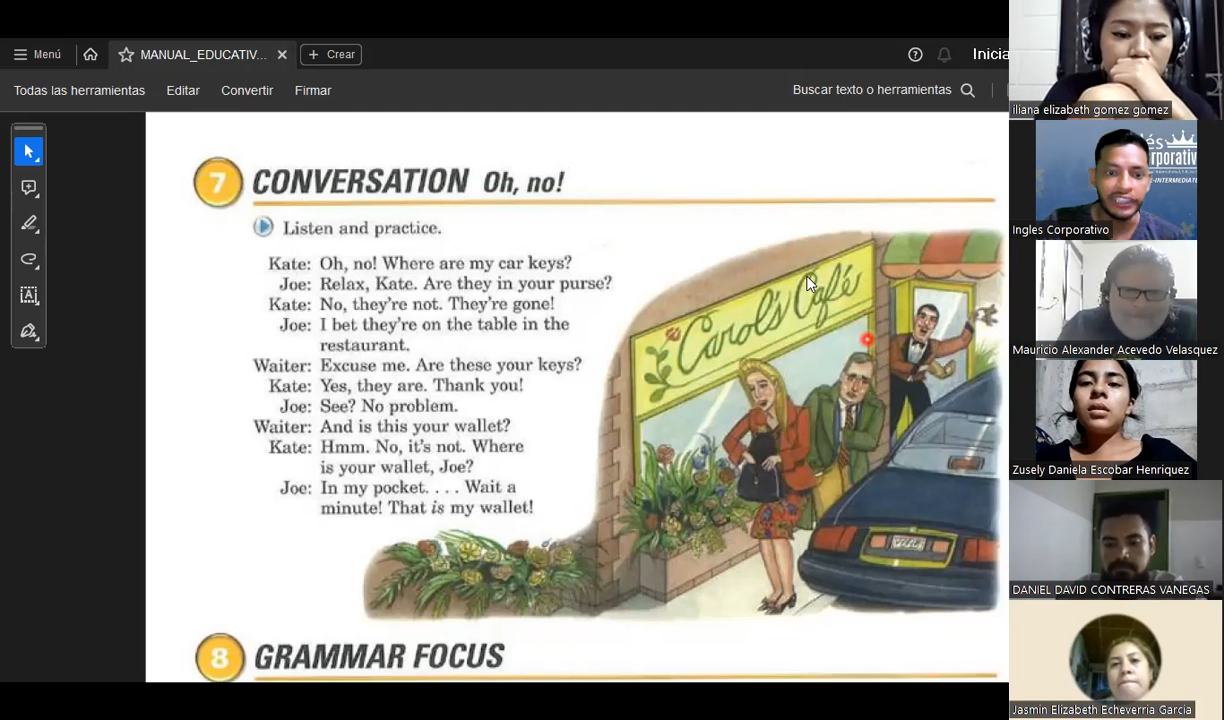 Menú
MANUAL_EDUCATIV...
Crear
Inicia
Todas las herramientas
Editar
Convertir
Firmar
Buscar texto o herramientas
7 CONVERSATION Oh, no!
Listen and practice.
Kate: Oh, no! Where are my car keys?
Joe: Relax, Kate. Are they in your purse?
Kate: No, they're not. They're gone!
Joe: I bet they're on the table in the
restaurant.
Waiter: Excuse me. Are these your keys?
Kate: Yes, they are. Thank you!
Joe: See? No problem.
Waiter: And is this your wallet?
Kate: Hmm. No, it's not. Where
is your wallet, Joe?
Joe: In my pocket. . . . Wait a
minute! That is my wallet!
Carol's Café
8 GRAMMAR FOCUS
iliana elizabeth gomez gomez
Ingles Corporativo
Mauricio Alexander Acevedo Velasquez
Zusely Daniela Escobar Henriquez
DANIEL DAVID CONTRERAS VANEGAS
Jasmin Elizabeth Echeverria Garcia